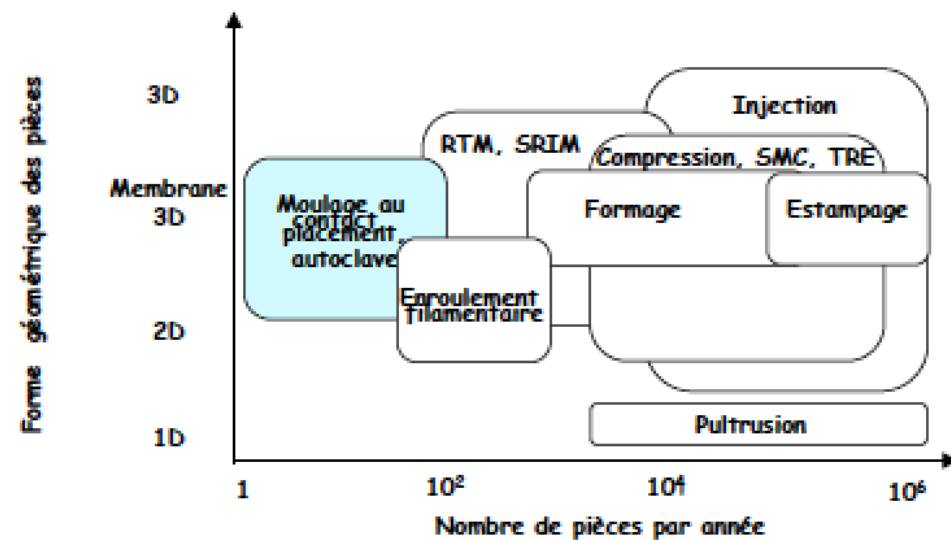 Forme géométrique des pièces
3D
Membrane
3D
2D
1D
Injection
RTM, SRIM
Compression, SMC, TRE
Moulage au
contact,
placement,
autoclave
Formage
Estampage
Enroulement
filamentaire
Pultrusion
1
10²
10⁴
10⁶
Nombre de pièces par année